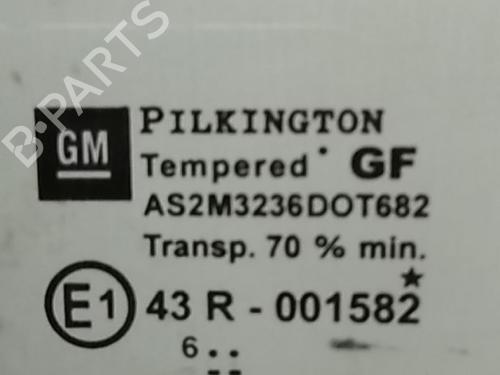 B-PARTS
GM
PILKINGTON
Tempered • GF
AS2M3236DOT682
Transp. 70 % min.
E1 43 R - 001582 ★
6 . .